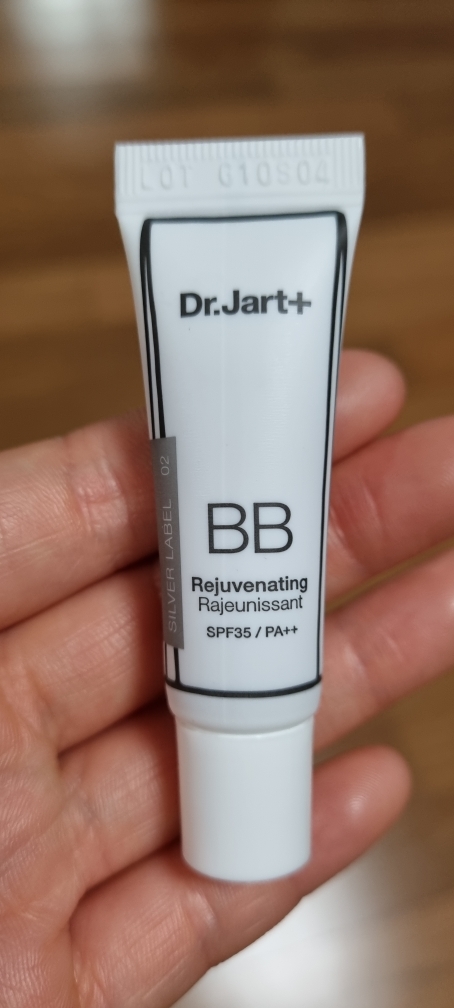 LOT G10S04
Dr.Jart+
SILVER LABEL 02
BB
Rejuvenating
Rajeunissant
SPF35 / PA++